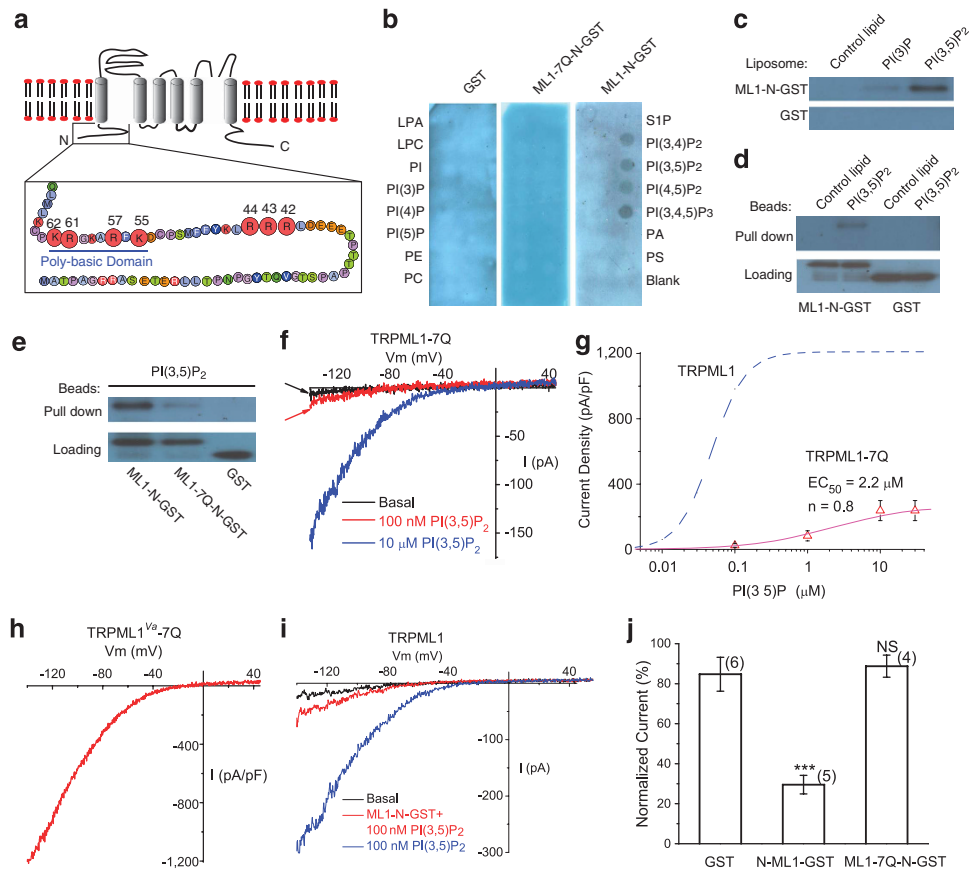 a
N
C
62 61 57 55 44 43 42
K R R K R R R
Poly-basic Domain
MATPAGGRASETEGLLTPNPGYTQVGTSPAP
b
GST
ML1-7Q-N-GST
ML1-N-GST
LPA
LPC
PI
PI(3)P
PI(4)P
PI(5)P
PE
PC
S1P
PI(3,4)P2
PI(3,5)P2
PI(4,5)P2
PI(3,4,5)P3
PA
PS
Blank
c
Liposome:
Control lipid
PI(3)P
PI(3,5)P2
ML1-N-GST
GST
d
Beads:
Control lipid
PI(3,5)P2
Control lipid
PI(3,5)P2
Pull down
Loading
ML1-N-GST GST
e
PI(3,5)P2
Beads:
Pull down
Loading
ML1-N-GST
ML1-7Q-N-GST
GST
f
TRPML1-7Q
Vm (mV)
-120 -80 -40 40
-50
I (pA)
-100
-150
Basal
100 nM PI(3,5)P2
10 μM PI(3,5)P2
g
Current Density (pA/pF)
1,200
800
400
0
TRPML1
TRPML1-7Q
EC50 = 2.2 μM
n = 0.8
0.01 0.1 1 10
PI(3 5)P (μM)
h
TRPML1Va-7Q
Vm (mV)
-120 -80 -40 0 40
-400
I (pA/pF)
-800
-1,200
i
TRPML1
Vm (mV)
-120 -80 -40 40
-100
I (pA)
-200
-300
Basal
ML1-N-GST+
100 nM PI(3,5)P2
100 nM PI(3,5)P2
j
Normalized Current (%)
100
80
60
40
20
0
(6)
***
(5)
NS
(4)
GST N-ML1-GST ML1-7Q-N-GST